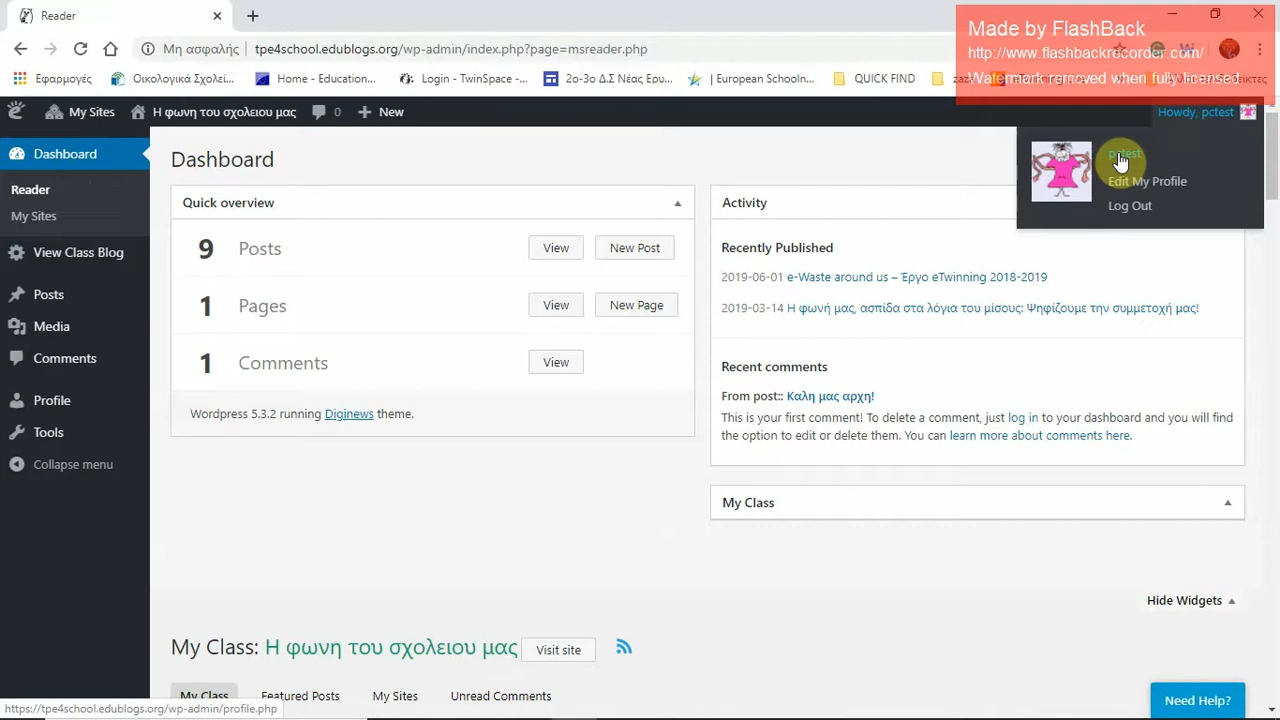 Reader
Made by FlashBack
http://www.flashbackrecorder.com/
Watermark removed when fully licensed
Μη ασφαλής
tpe4school.edublogs.org/wp-admin/index.php?page=msreader.php
Εφαρμογές
Οικολογικά Σχολεί...
Home - Education...
Login - TwinSpace -...
2ο-3ο Δ.Σ Νέας Ερυ...
| European Schooln...
QUICK FIND
My Sites
Η φωνη του σχολειου μας
0
New
Howdy, pctest
pctest
Edit My Profile
Log Out
Dashboard
Reader
My Sites
View Class Blog
Posts
Media
Comments
Profile
Tools
Collapse menu
Dashboard
Quick overview
9 Posts View New Post
1 Pages View New Page
1 Comments View
Wordpress 5.3.2 running Diginews theme.
Activity
Recently Published
2019-06-01 e-Waste around us – Έργο eTwinning 2018-2019
2019-03-14 Η φωνή μας, ασπίδα στα λόγια του μίσους: Ψηφίζουμε την συμμετοχή μας!
Recent comments
From post:: Καλη μας αρχη!
This is your first comment! To delete a comment, just log in to your dashboard and you will find
the option to edit or delete them. You can learn more about comments here.
My Class
Hide Widgets
My Class: Η φωνη του σχολειου μας Visit site
My Class Featured Posts My Sites Unread Comments
https://tpe4school.edublogs.org/wp-admin/profile.php
Need Help?